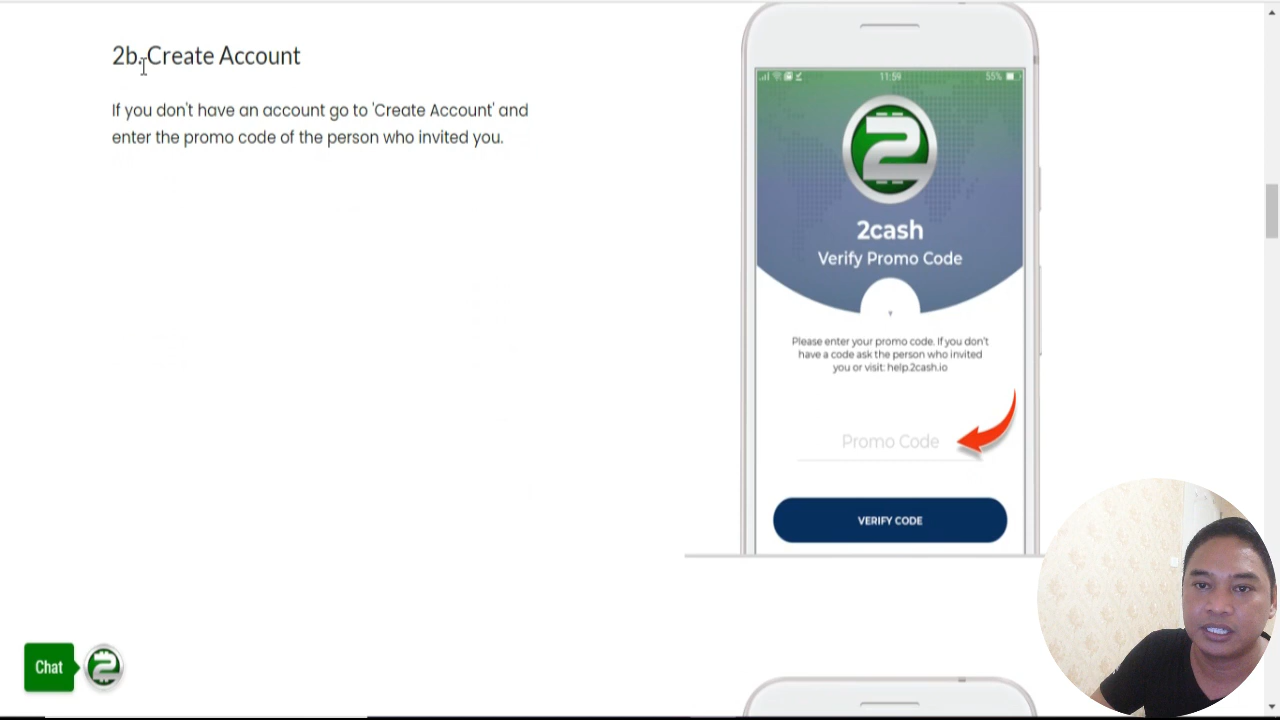 2b. Create Account
If you don't have an account go to 'Create Account' and
enter the promo code of the person who invited you.
11:59
55%
2
2cash
Verify Promo Code
Please enter your promo code. If you don't
have a code ask the person who invited
you or visit: help.2cash.io
Promo Code
VERIFY CODE
Chat
2